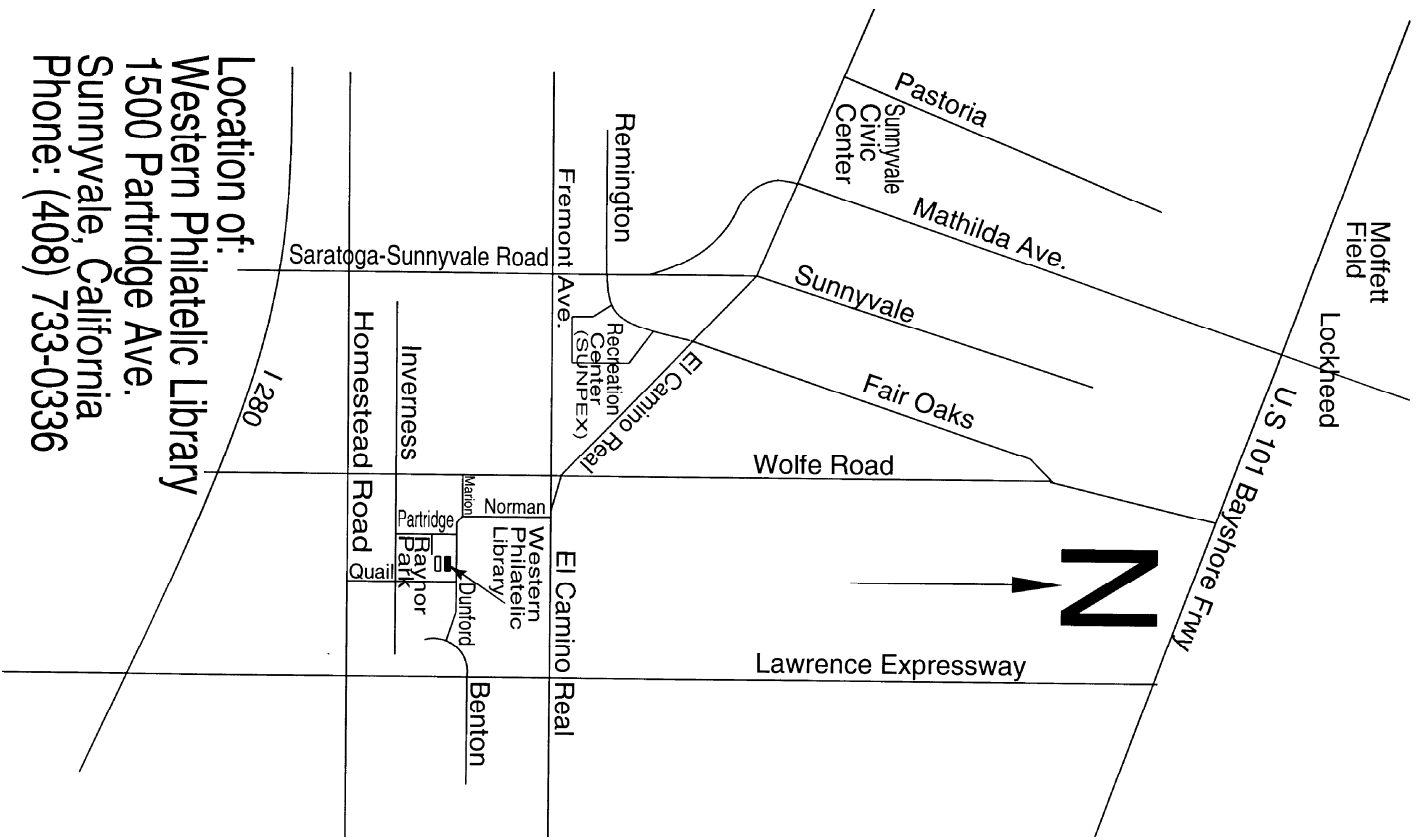 Location of:
Western Philatelic Library
1500 Partridge Ave.
Sunnyvale, California
Phone: (408) 733-0336
Pastoria
Sunnyvale
Civic
Center
Mathilda Ave.
Moffett
Field
Lockheed
Remington
Fremont Ave.
Saratoga-Sunnyvale Road
Sunnyvale
Recreation
Center
(SUNPEX)
El Camino Real
Fair Oaks
U.S 101 Bayshore Frwy
I 280
Homestead Road
Inverness
Wolfe Road
Marion
Norman
Partridge
Raynor
Park
Quail
Western
Philatelic
Library
Dunford
El Camino Real
N
Lawrence Expressway
Benton